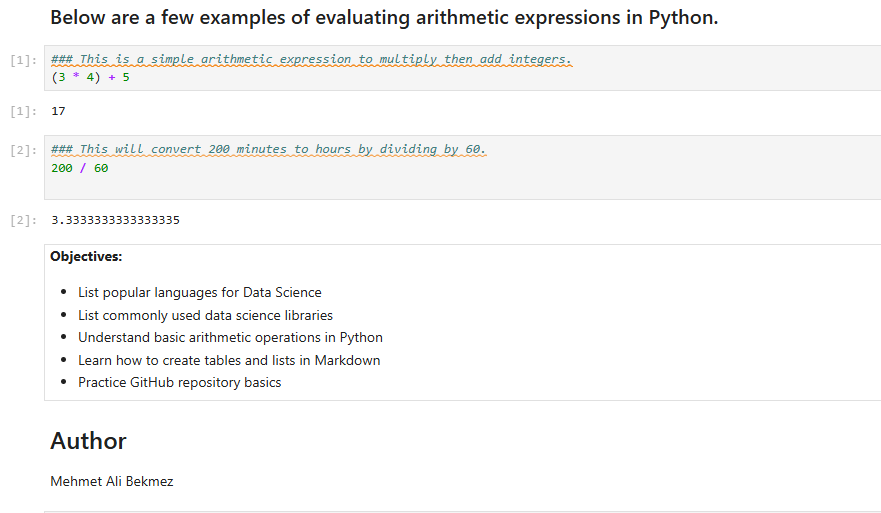 Below are a few examples of evaluating arithmetic expressions in Python.
[1]: ### This is a simple arithmetic expression to multiply then add integers.
(3 * 4) + 5
[1]: 17
[2]: ### This will convert 200 minutes to hours by dividing by 60.
200 / 60
[2]: 3.3333333333333335
Objectives:
• List popular languages for Data Science
• List commonly used data science libraries
• Understand basic arithmetic operations in Python
• Learn how to create tables and lists in Markdown
• Practice GitHub repository basics
Author
Mehmet Ali Bekmez